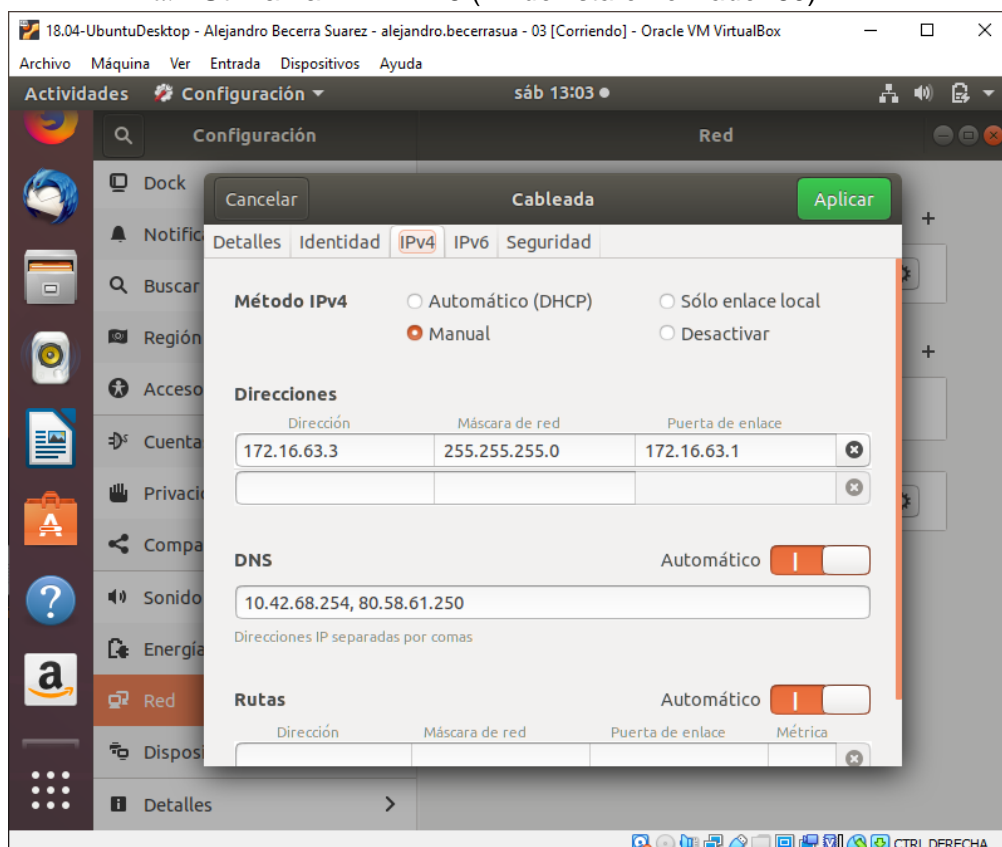 18.04-UbuntuDesktop - Alejandro Becerra Suarez - alejandro.becerrasua - 03 [Corriendo] - Oracle VM VirtualBox
Archivo Máquina Ver Entrada Dispositivos Ayuda
Actividades Configuración sáb 13:03
Configuración Red
Dock
Cancelar Cableada Aplicar
Notific
Detalles Identidad IPv4 IPv6 Seguridad
Buscar
Método IPv4 Automático (DHCP) Sólo enlace local
Región Manual Desactivar
Acceso
Direcciones
Dirección Máscara de red Puerta de enlace
Cuenta 172.16.63.3 255.255.255.0 172.16.63.1
Privaci
Compa
DNS Automático
Sonido 10.42.68.254, 80.58.61.250
Direcciones IP separadas por comas
Energía
a
Red Rutas Automático
Dirección Máscara de red Puerta de enlace Métrica
Disposi
Detalles
CTRL DERECHA